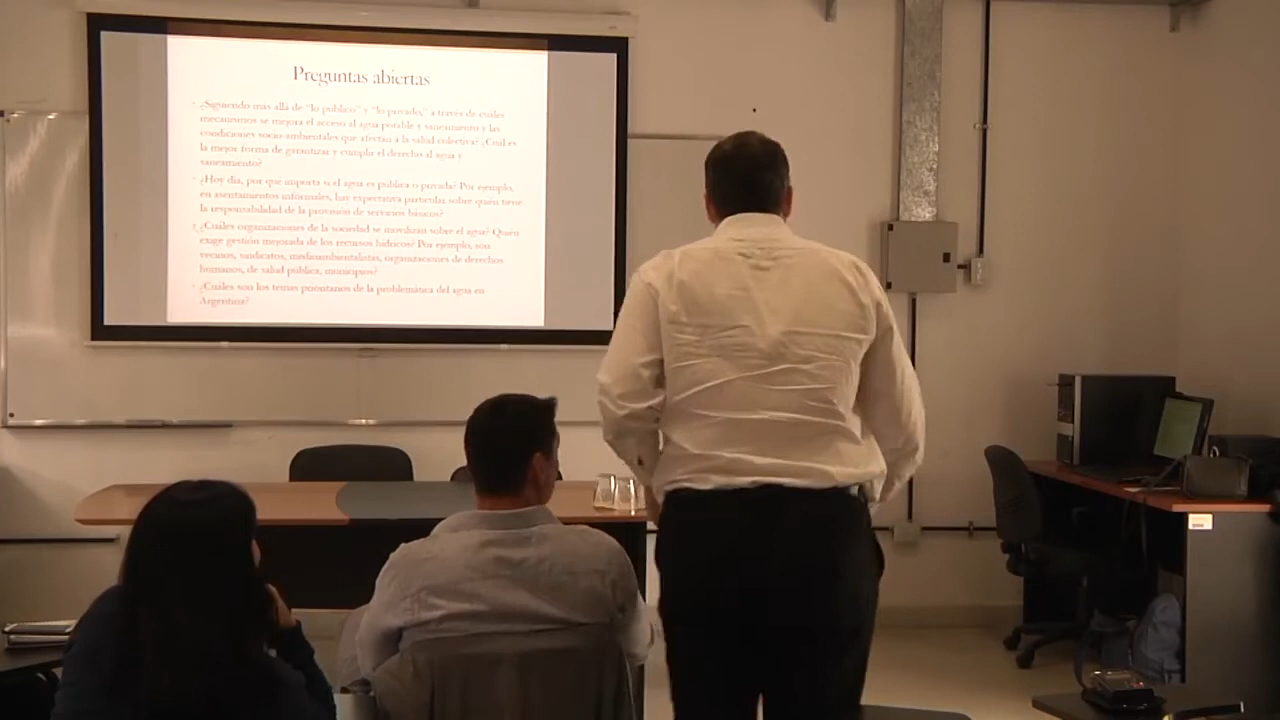 Preguntas abiertas
· ¿Siguiendo más allá de "lo público" y "lo privado," a través de cuáles
mecanismos se mejora el acceso al agua potable y saneamiento y las
condiciones socio-ambientales que afectan a la salud colectiva? ¿Cuál es
la mejor forma de garantizar y cumplir el derecho al agua y
saneamiento?
· ¿Hoy día, por qué importa si el agua es pública o privada? Por ejemplo,
en asentamientos informales, hay expectativa particular sobre quién tiene
la responsabilidad de la provisión de servicios básicos?
· ¿Cuáles organizaciones de la sociedad se movilizan sobre el agua? Quién
exige gestión mejorada de los recursos hídricos? Por ejemplo, son
vecinos, sindicatos, medioambientalistas, organizaciones de derechos
humanos, de salud pública, municipios?
· ¿Cuáles son los temas prioritarios de la problemática del agua en
Argentina?